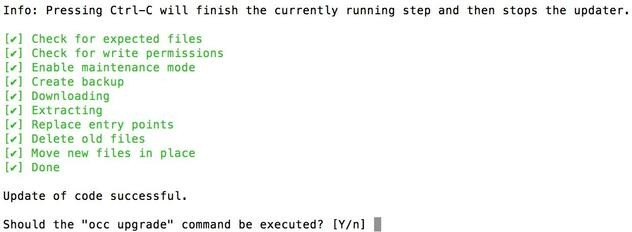 Info: Pressing Ctrl-C will finish the currently running step and then stops the updater.
[✔] Check for expected files
[✔] Check for write permissions
[✔] Enable maintenance mode
[✔] Create backup
[✔] Downloading
[✔] Extracting
[✔] Replace entry points
[✔] Delete old files
[✔] Move new files in place
[✔] Done
Update of code successful.
Should the "occ upgrade" command be executed? [Y/n]